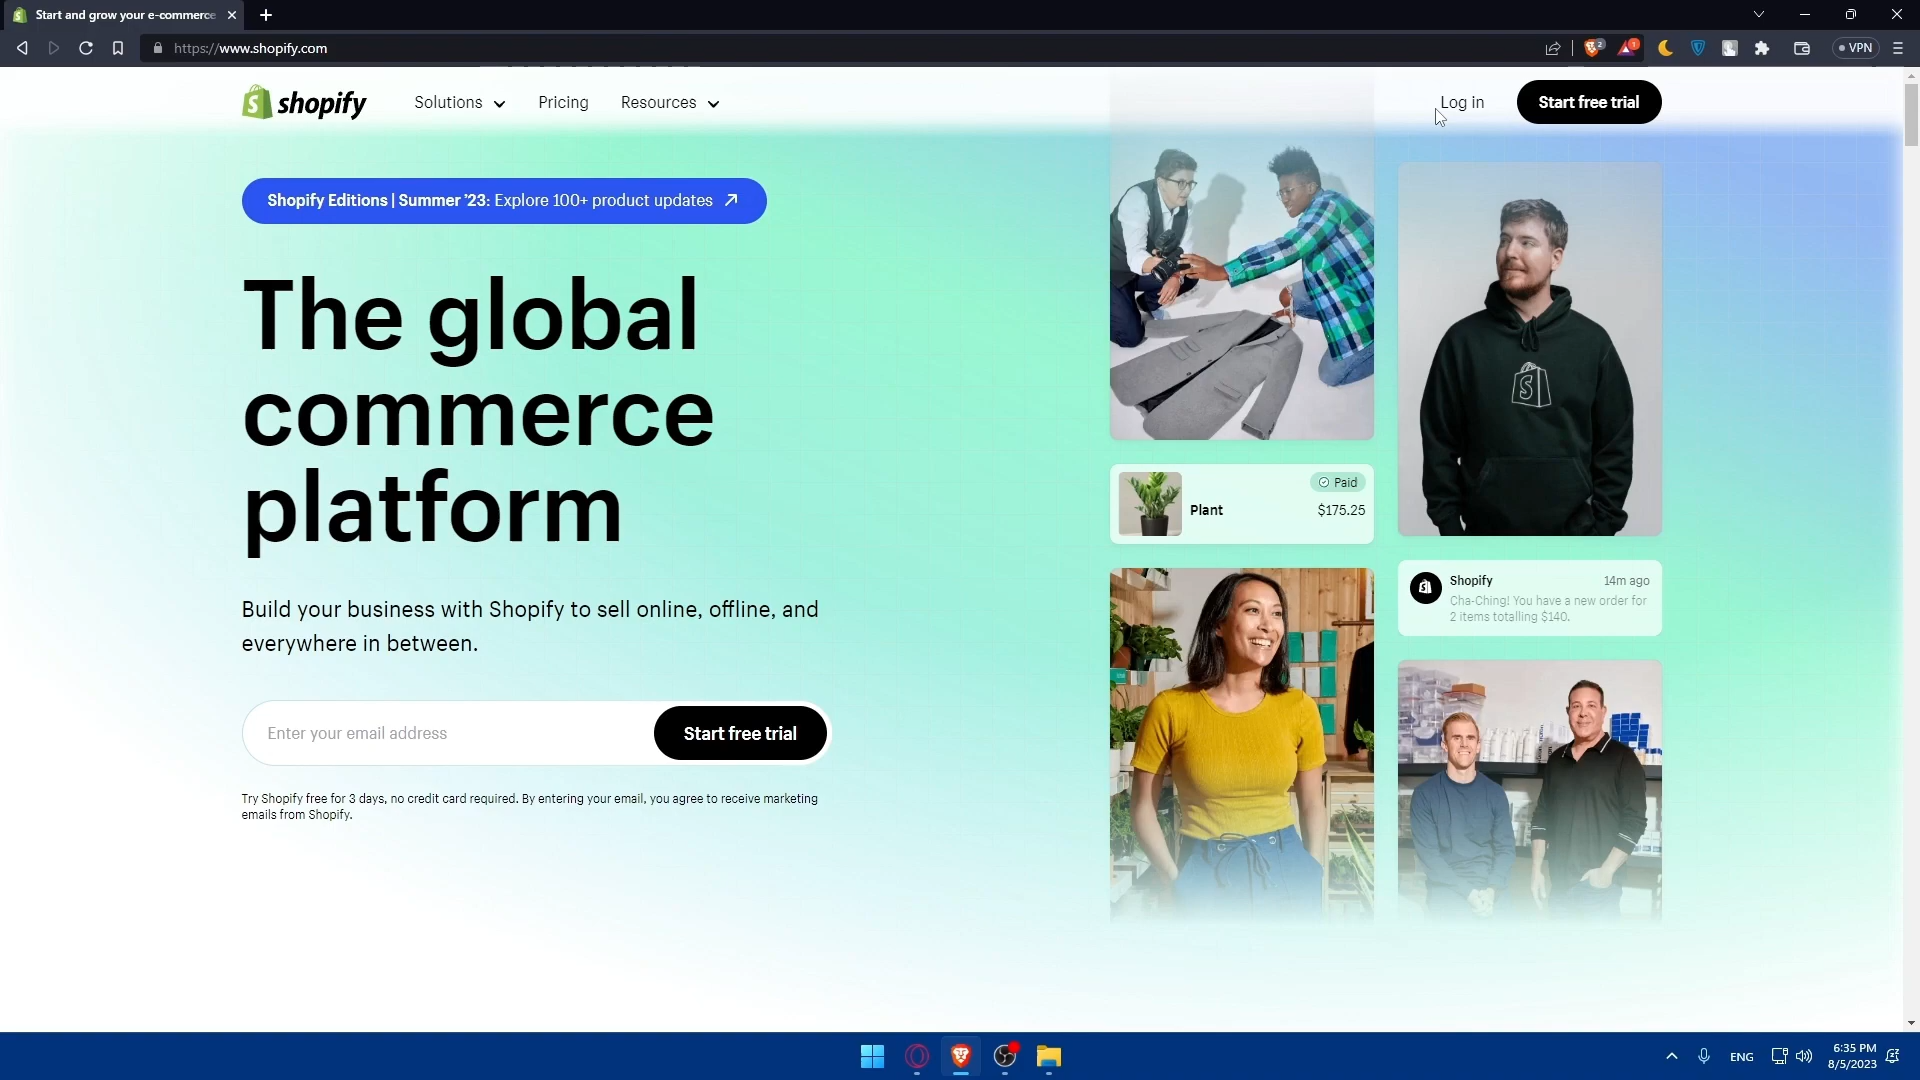 Start and grow your e-commerce
https://www.shopify.com
2
1
VPN
shopify
Solutions
Pricing
Resources
Log in
Start free trial
Shopify Editions | Summer ’23: Explore 100+ product updates
The global
commerce
platform
Build your business with Shopify to sell online, offline, and
everywhere in between.
Enter your email address
Start free trial
Try Shopify free for 3 days, no credit card required. By entering your email, you agree to receive marketing
emails from Shopify.
Paid
Plant
$175.25
Shopify
14m ago
Cha-Ching! You have a new order for
2 items totalling $140.
ENG
6:35 PM
8/5/2023